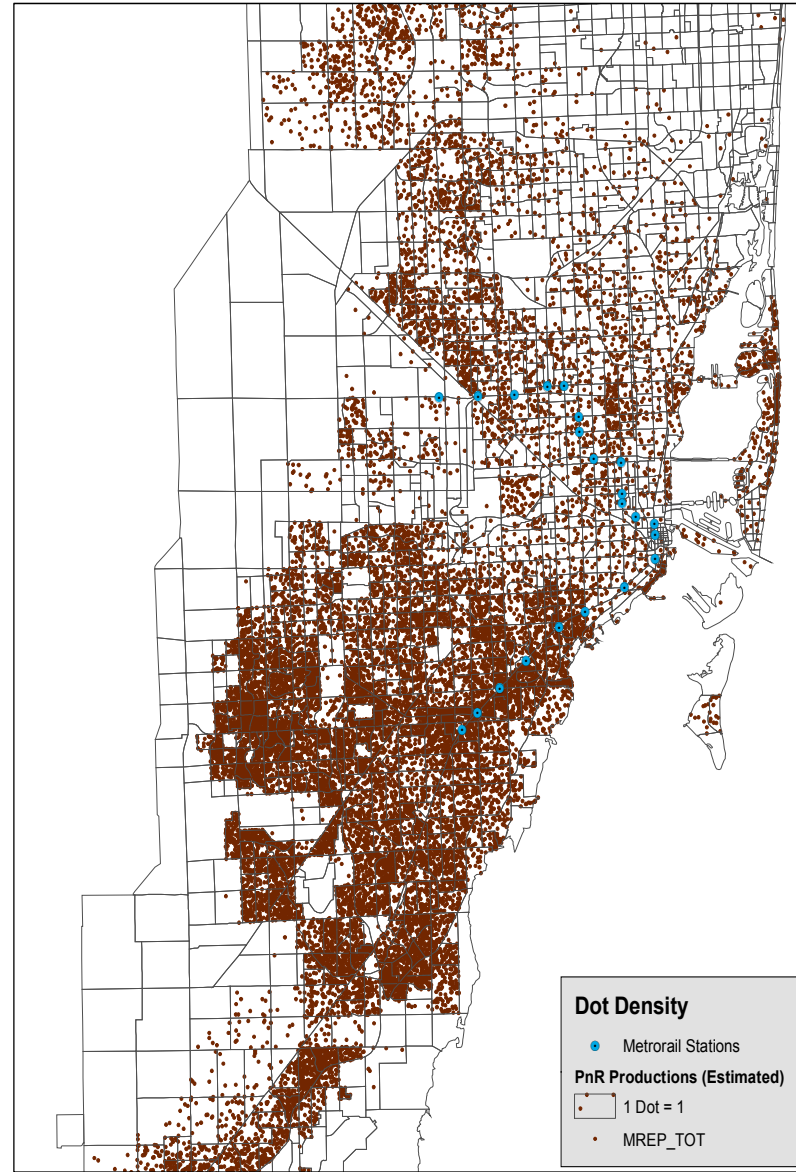 Dot Density
Metrorail Stations
PnR Productions (Estimated)
1 Dot = 1
MREP_TOT